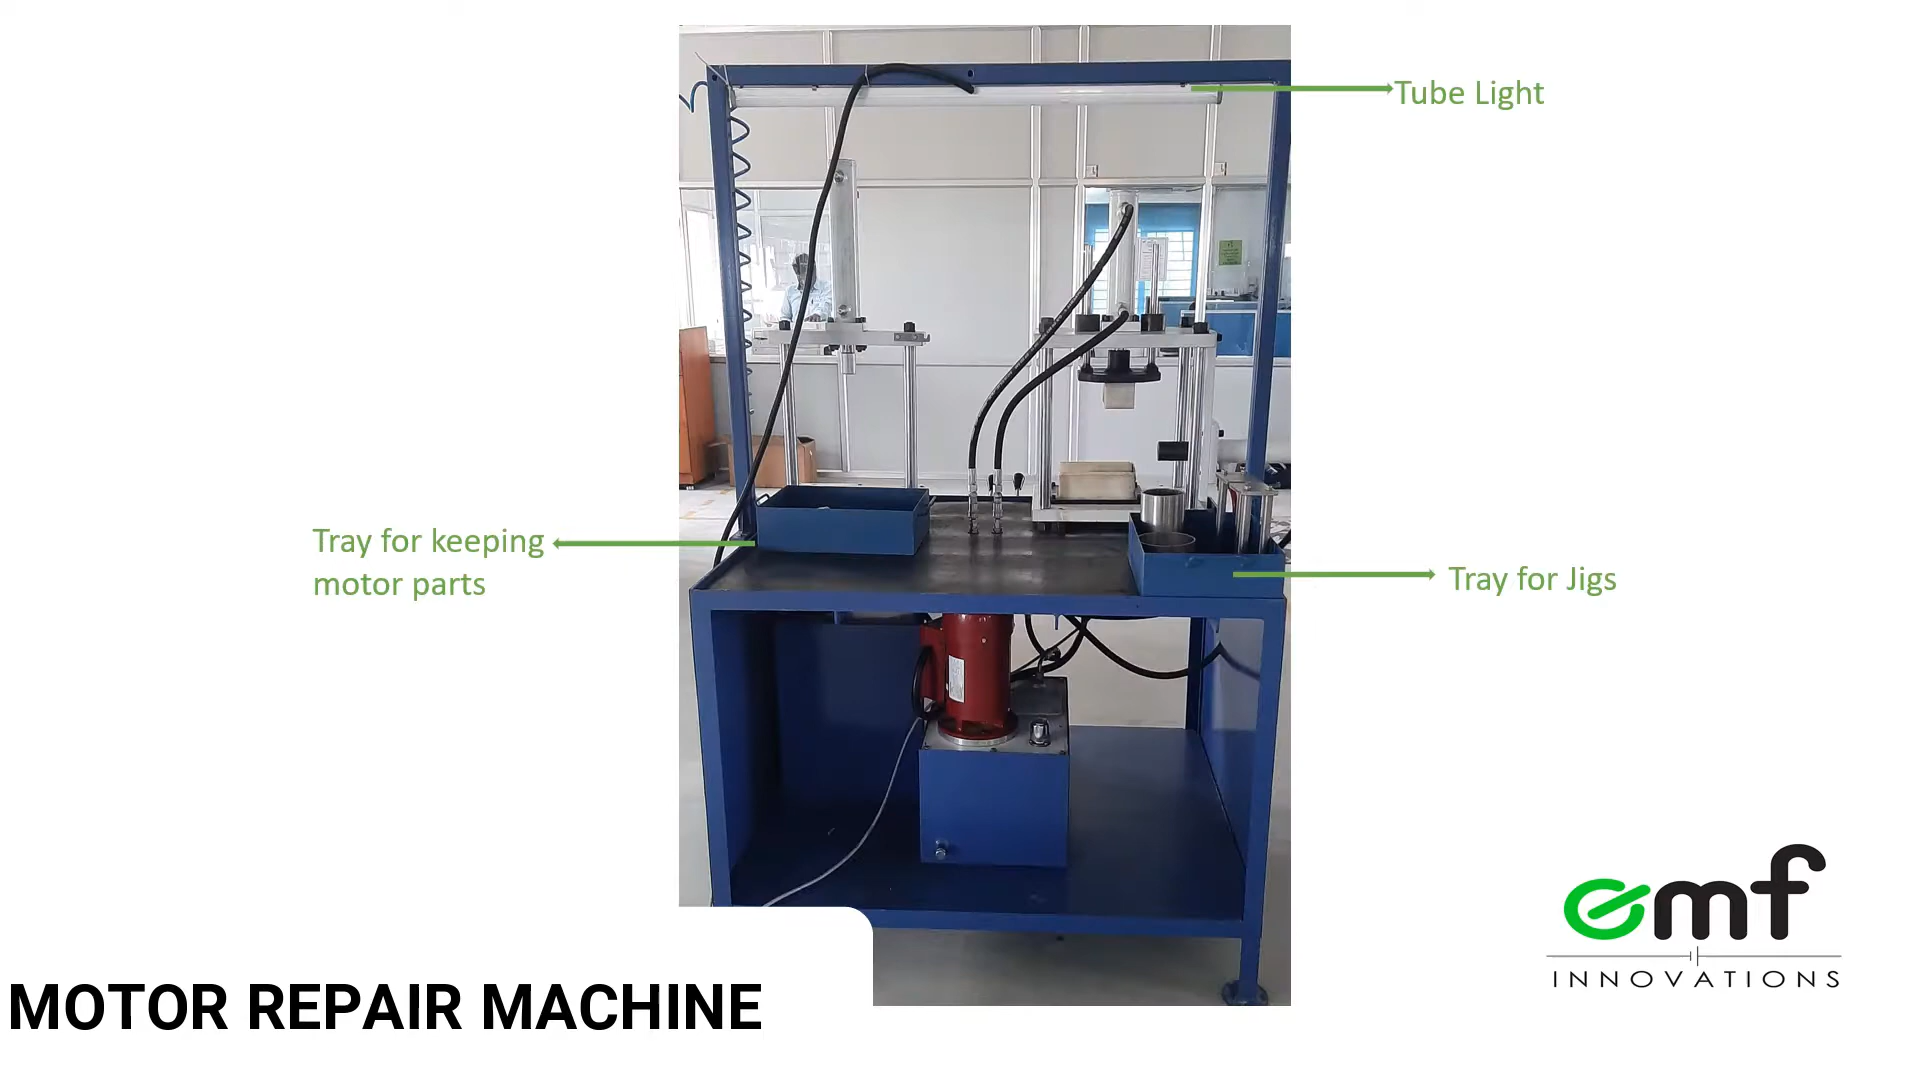 Tube Light
Tray for keeping
motor parts
Tray for Jigs
emf
INNOVATIONS
MOTOR REPAIR MACHINE